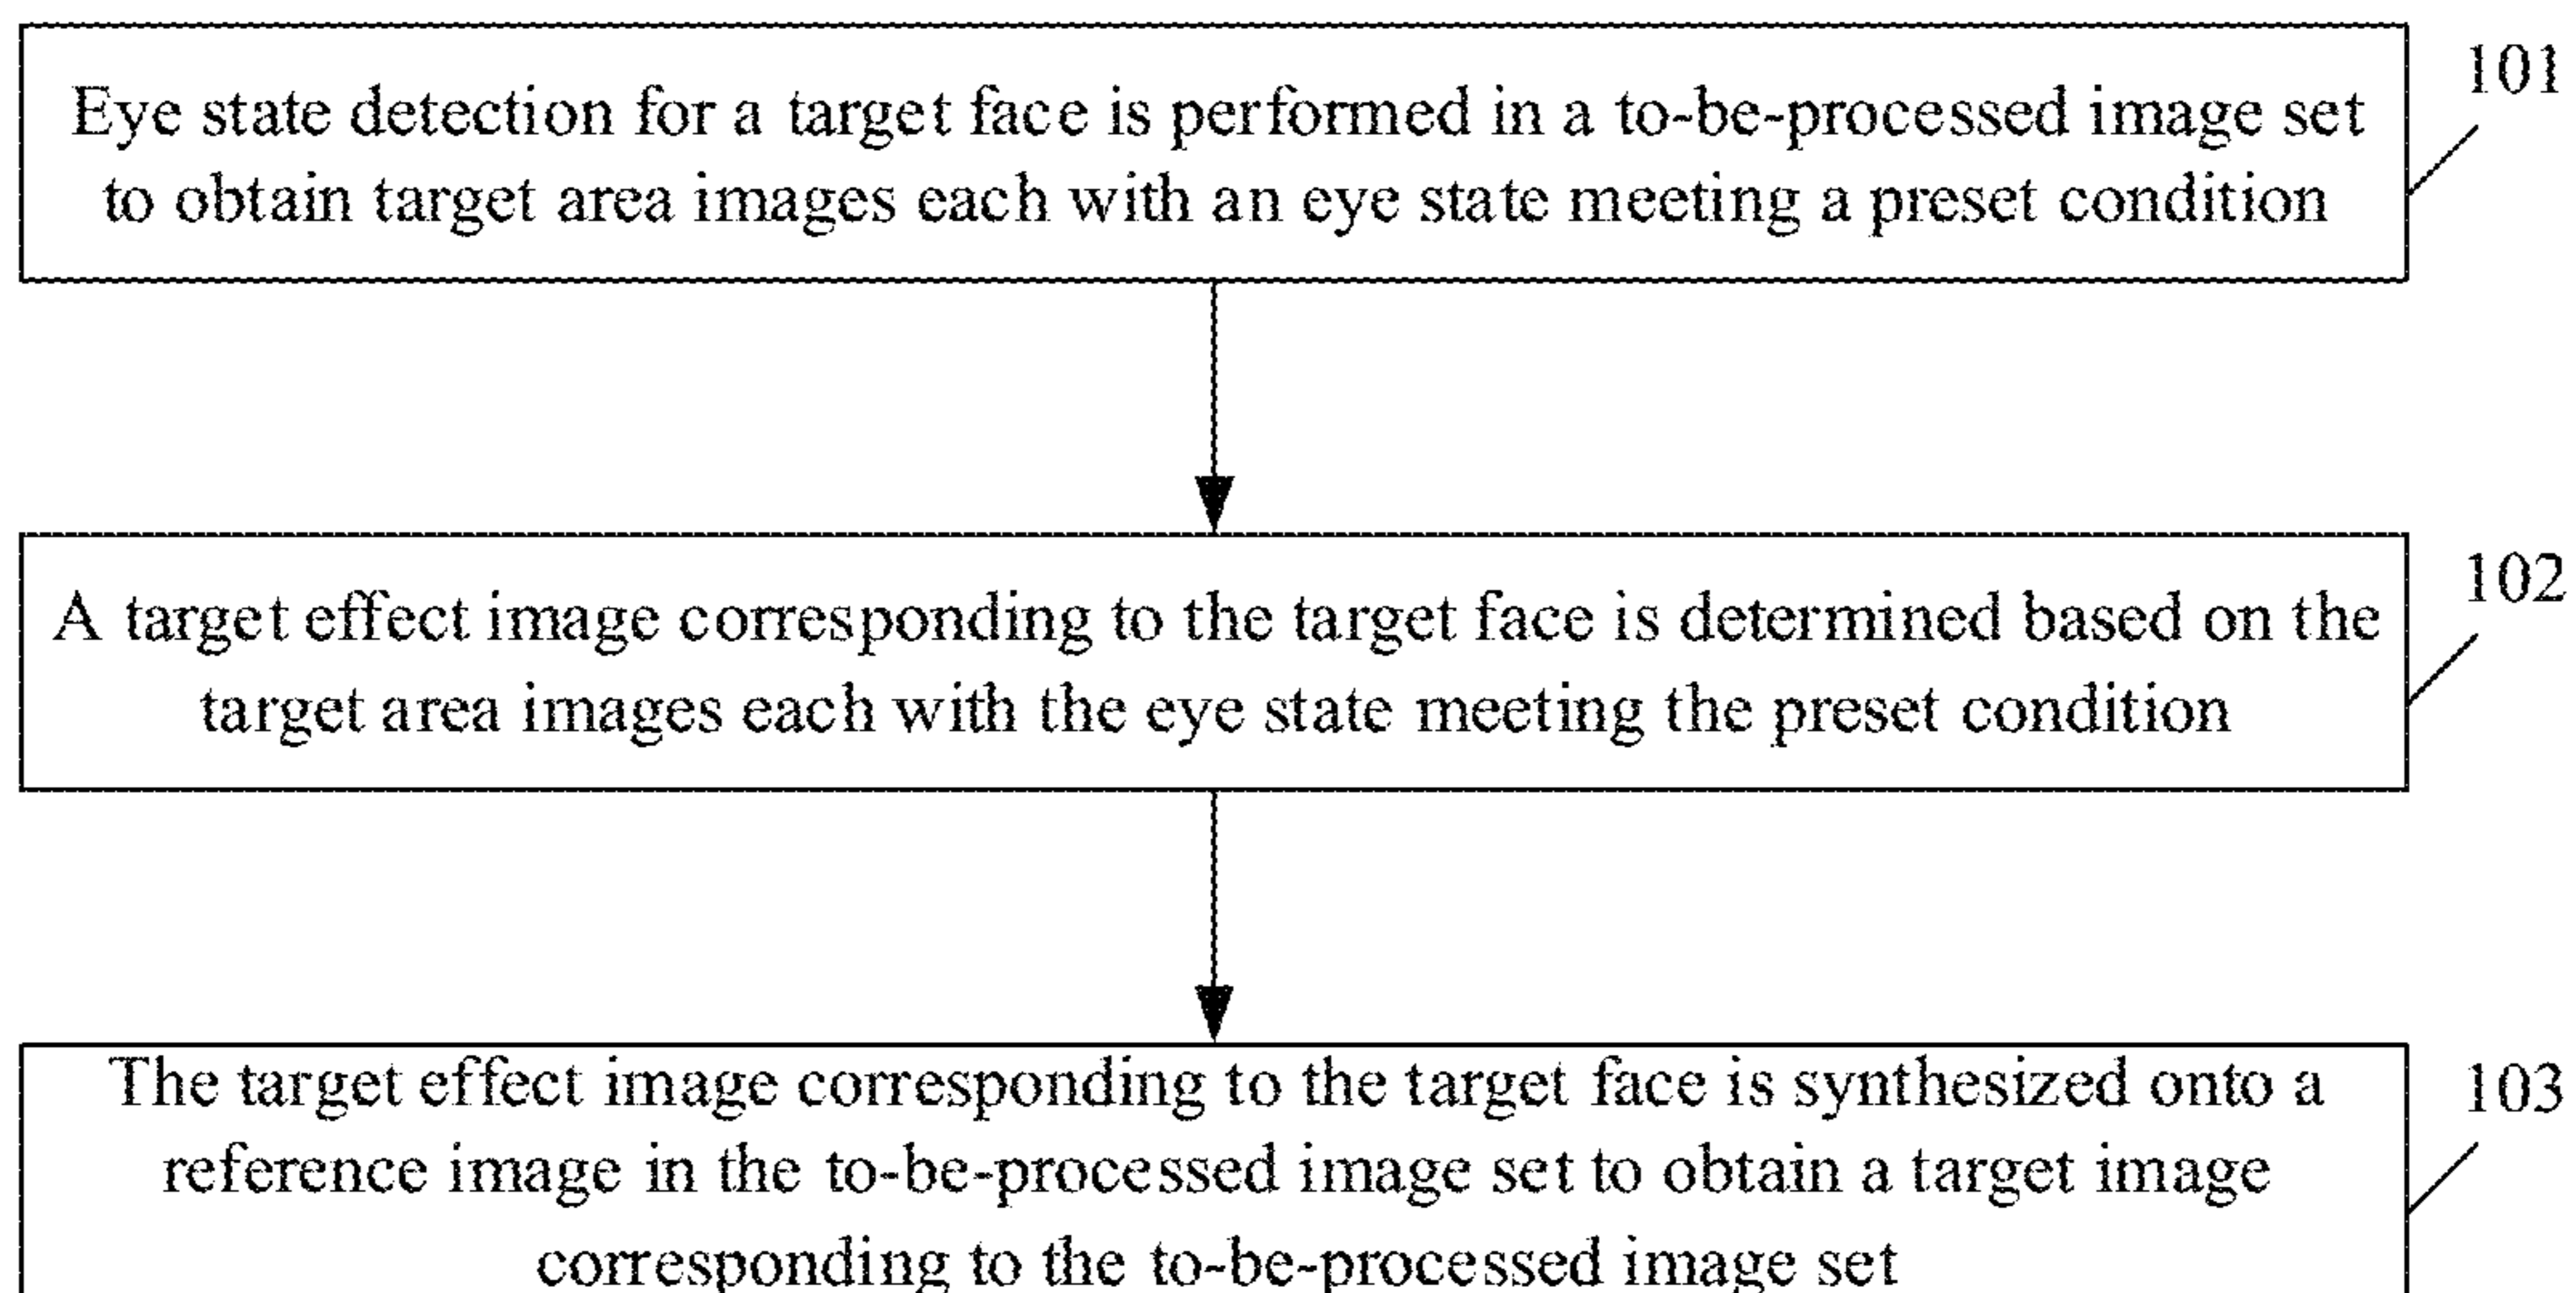 101
Eye state detection for a target face is performed in a to-be-processed image set
to obtain target area images each with an eye state meeting a preset condition
102
A target effect image corresponding to the target face is determined based on the
target area images each with the eye state meeting the preset condition
103
The target effect image corresponding to the target face is synthesized onto a
reference image in the to-be-processed image set to obtain a target image
corresponding to the to-be-processed image set